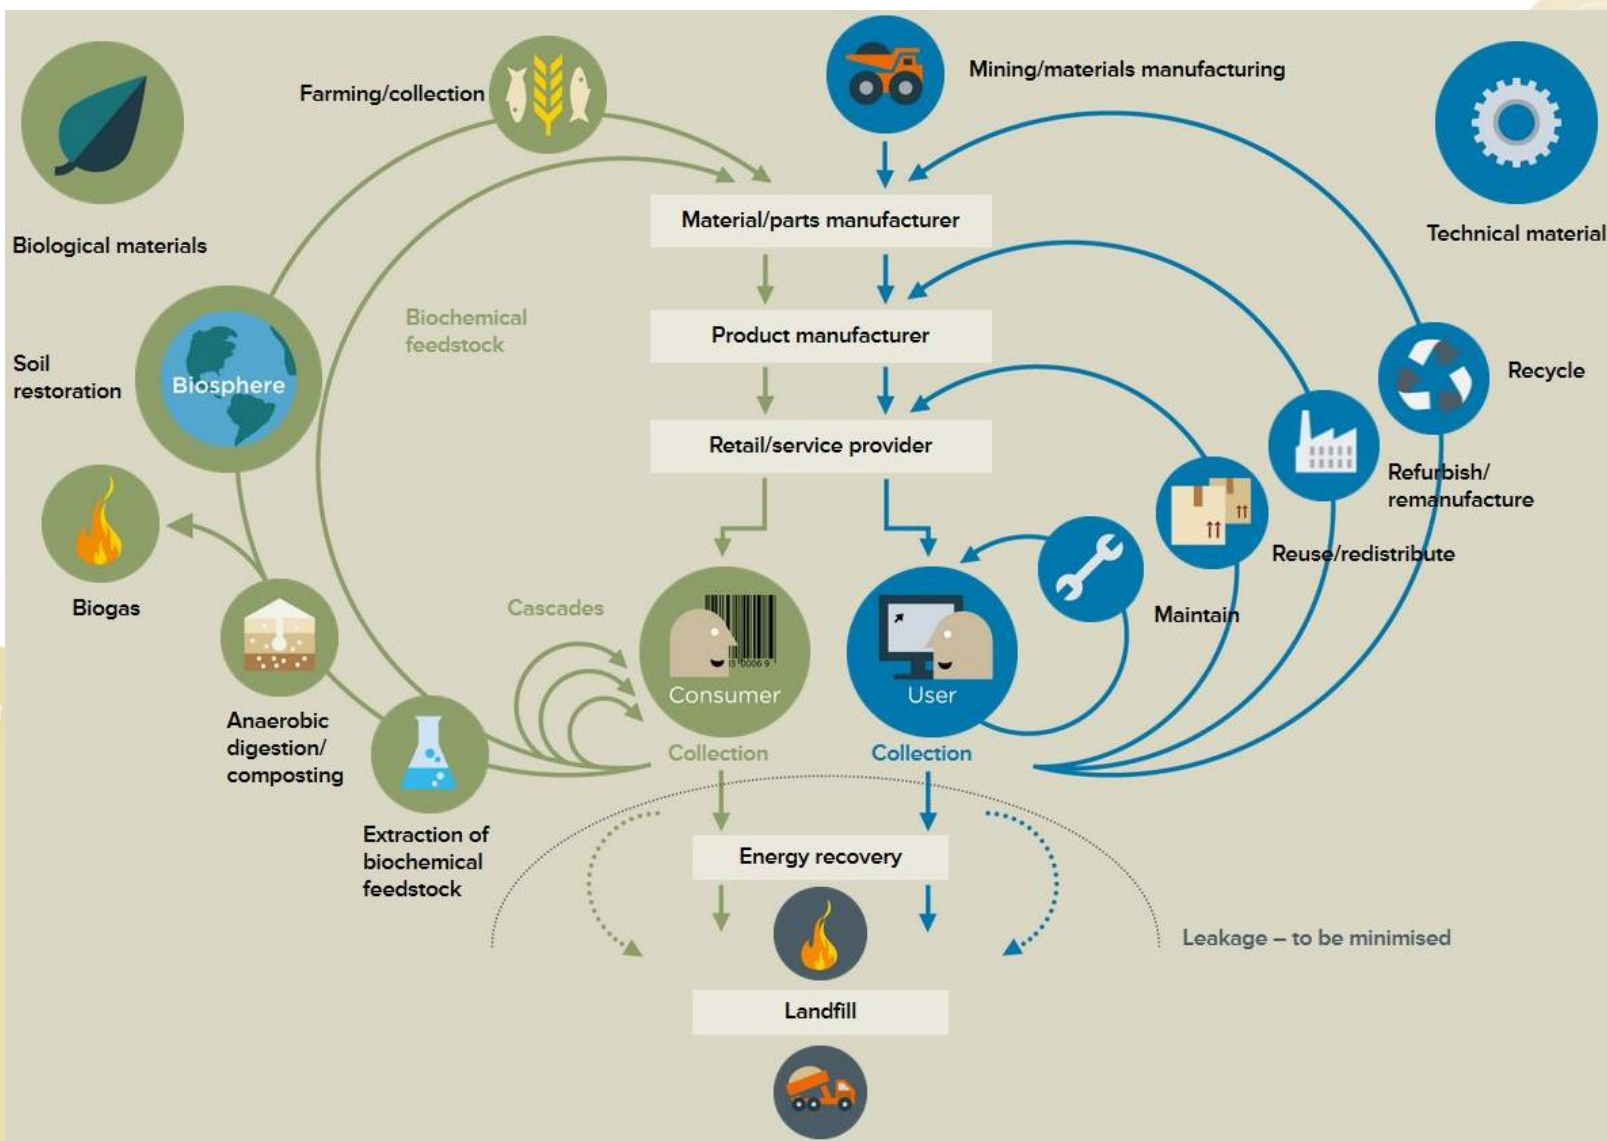 Mining/materials manufacturing
Farming/collection
Biological materials
Technical material
Material/parts manufacturer
Biochemical
feedstock
Product manufacturer
Soil
restoration
Biosphere
Recycle
Retail/service provider
Refurbish/
remanufacture
Reuse/redistribute
Biogas
Cascades
Maintain
Consumer
User
Anaerobic
digestion/
composting
Collection
Collection
Extraction of
biochemical
feedstock
Energy recovery
Leakage – to be minimised
Landfill